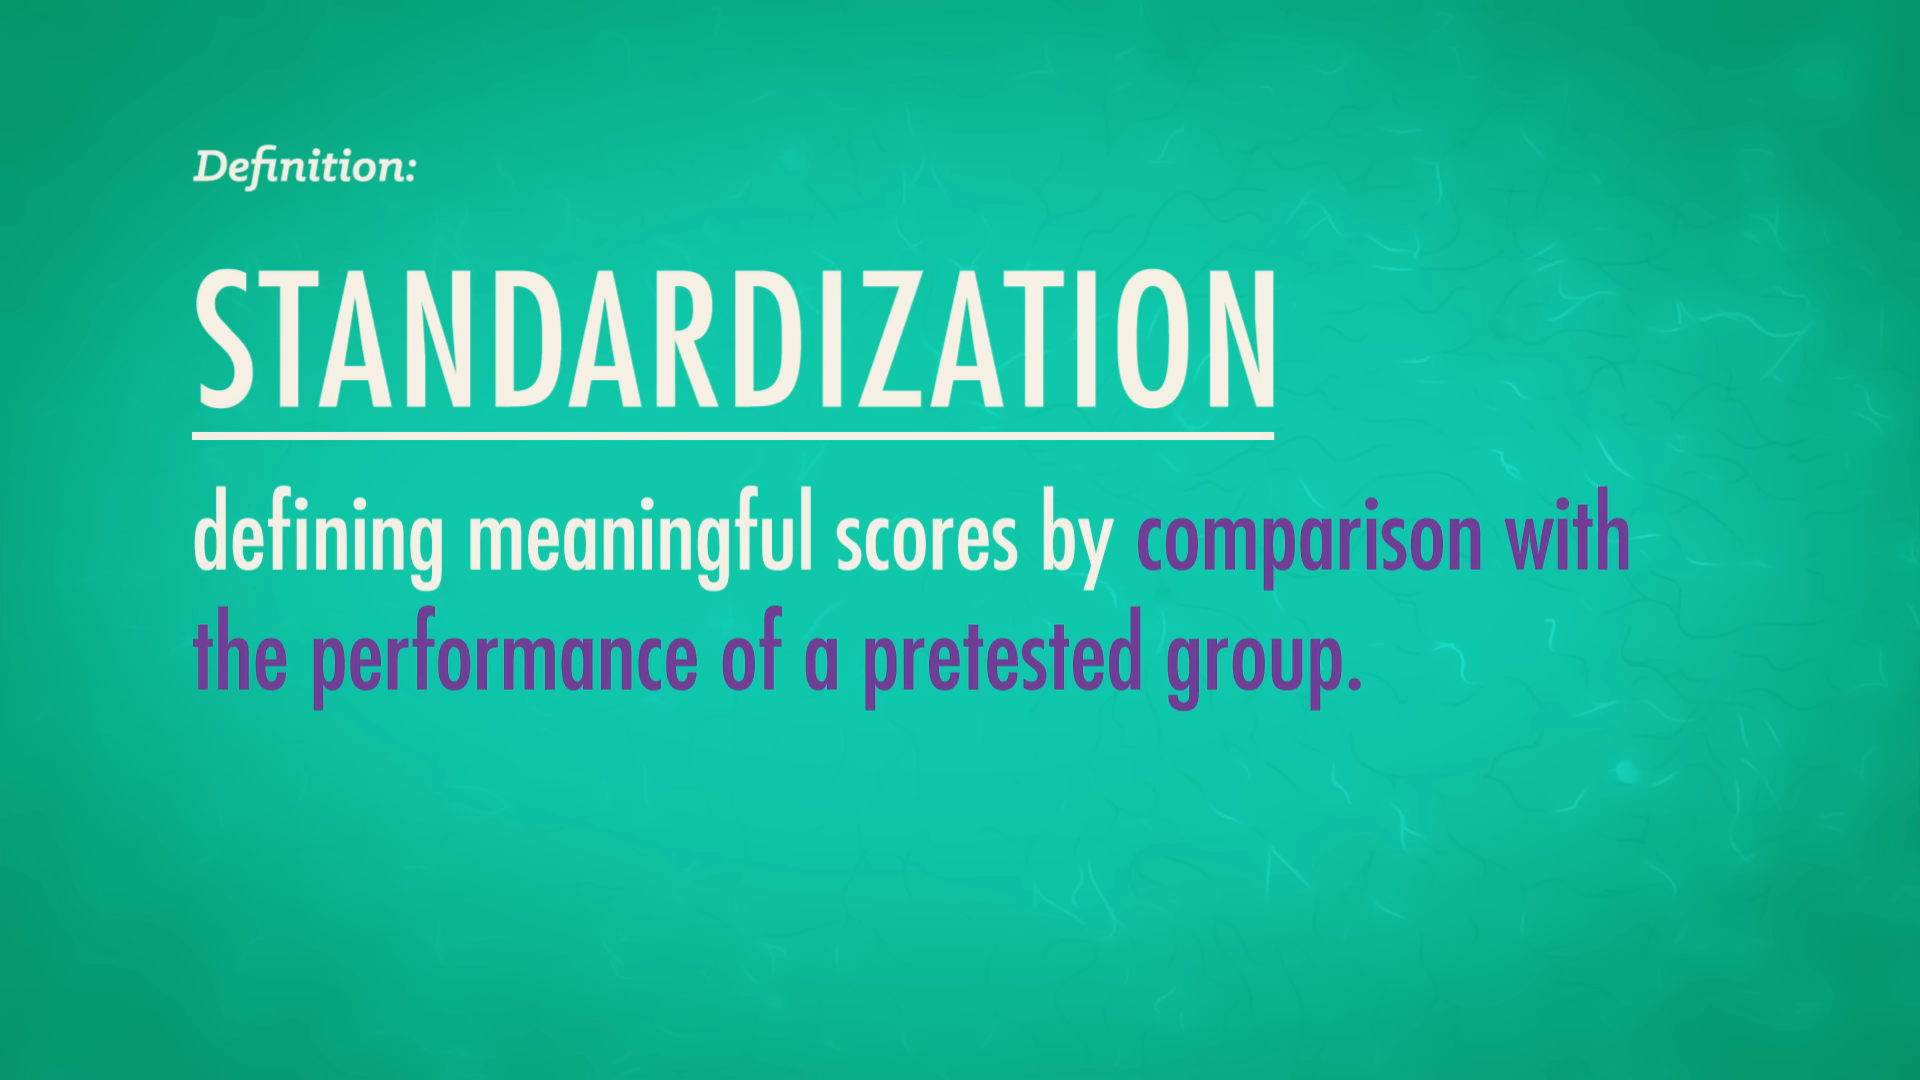 Definition:
STANDARDIZATION
defining meaningful scores by comparison with
the performance of a pretested group.